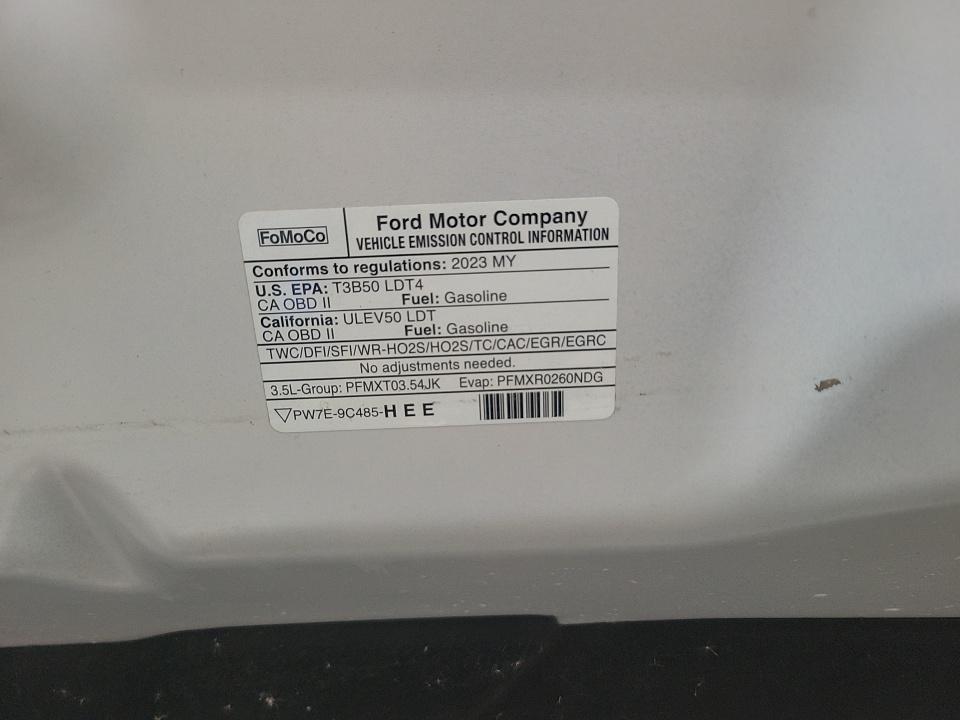 FoMoCo
Ford Motor Company
VEHICLE EMISSION CONTROL INFORMATION
Conforms to regulations: 2023 MY
U.S. EPA: T3B50 LDT4
CA OBD II Fuel: Gasoline
California: ULEV50 LDT
CA OBD II Fuel: Gasoline
TWC/DFI/SFI/WR-HO2S/HO2S/TC/CAC/EGR/EGRC
No adjustments needed.
3.5L-Group: PFMXT03.54JK Evap: PFMXR0260NDG
▽PW7E-9C485-HEE